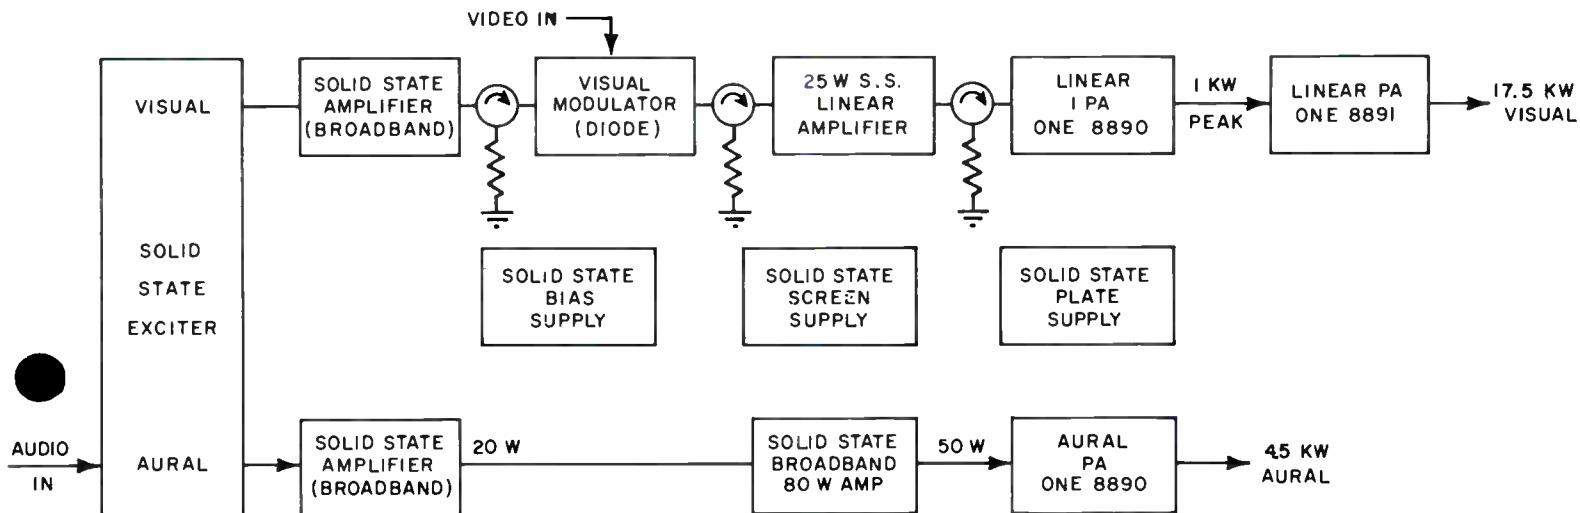 VIDEO IN
VISUAL
SOLID STATE
AMPLIFIER
(BROADBAND)
VISUAL
MODULATOR
(DIODE)
25W S.S.
LINEAR
AMPLIFIER
LINEAR
I PA
ONE 8890
1 KW
PEAK
LINEAR PA
ONE 8891
17.5 KW
VISUAL
SOLID
STATE
EXCITER
SOLID STATE
BIAS
SUPPLY
SOLID STATE
SCREEN
SUPPLY
SOLID STATE
PLATE
SUPPLY
AUDIO
IN
AURAL
SOLID STATE
AMPLIFIER
(BROADBAND)
20 W
SOLID STATE
BROADBAND
80 W AMP
50 W
AURAL
PA
ONE 8890
4.5 KW
AURAL